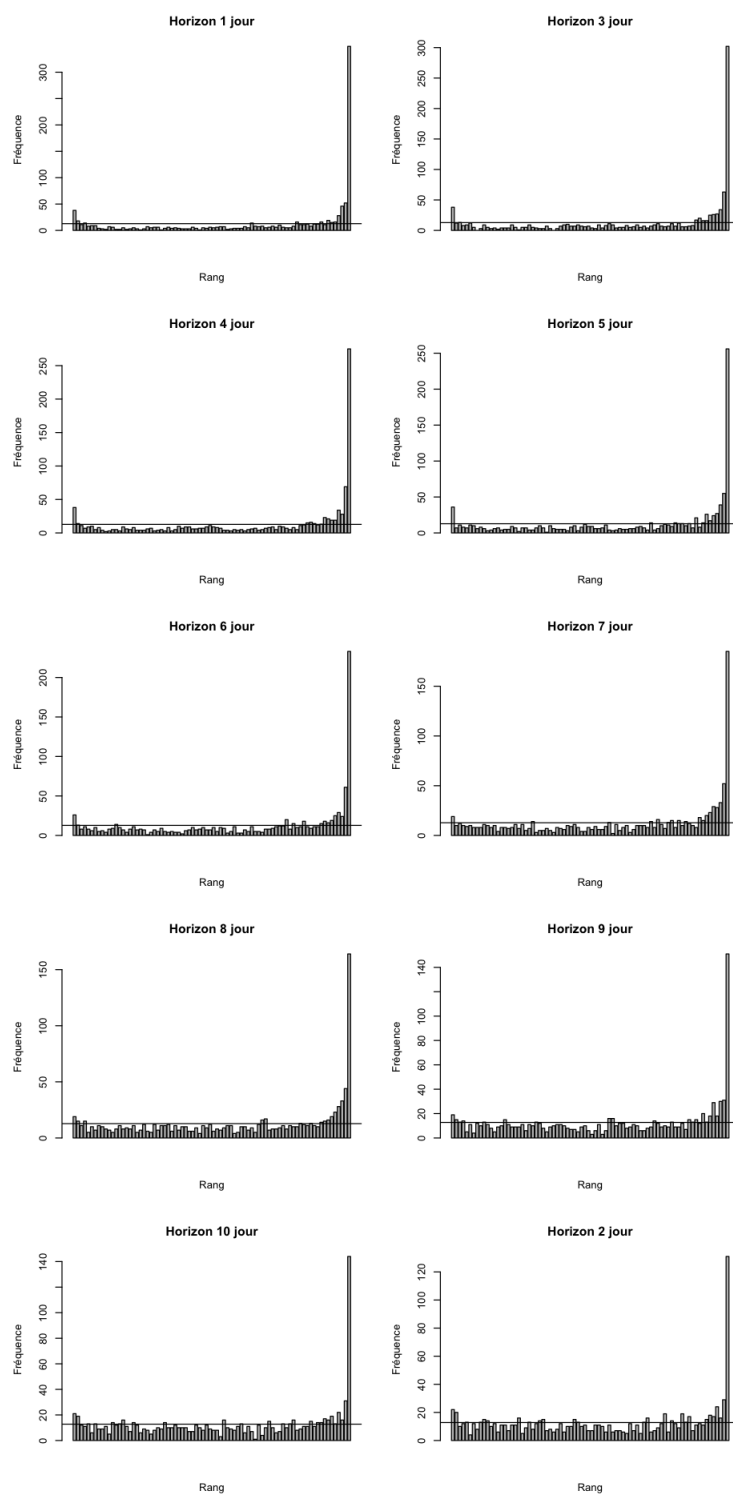 Horizon 1 jour
Horizon 3 jour
Fréquence
0 50 100 200 300
Rang
Fréquence
0 50 100 150 200 250 300
Rang
Horizon 4 jour
Horizon 5 jour
Fréquence
0 50 100 150 200 250
Rang
Fréquence
0 50 100 150 200 250
Rang
Horizon 6 jour
Horizon 7 jour
Fréquence
0 50 100 150 200
Rang
Fréquence
0 50 100 150
Rang
Horizon 8 jour
Horizon 9 jour
Fréquence
0 50 100 150
Rang
Fréquence
0 20 40 60 80 100 140
Rang
Horizon 10 jour
Horizon 2 jour
Fréquence
0 20 40 60 80 100 140
Rang
Fréquence
0 20 40 60 80 100 120
Rang